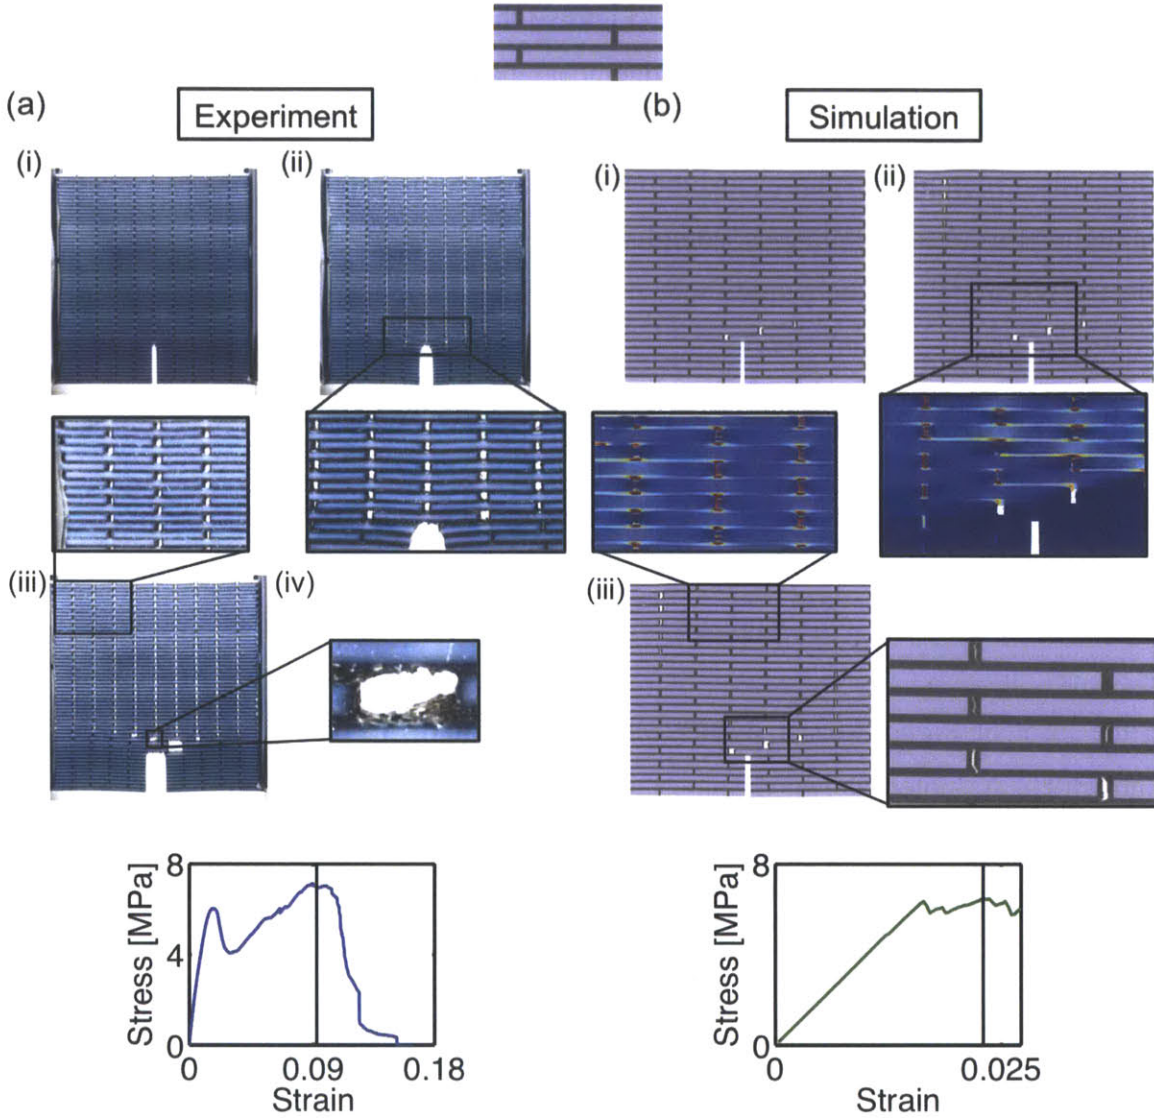 (a)
Experiment
(b)
Simulation
(i)
(ii)
(i)
(ii)
(iii)
(iv)
(iii)
Stress [MPa]
8
4
0
0
0.09
0.18
Strain
Stress [MPa]
8
0
0
0.025
Strain